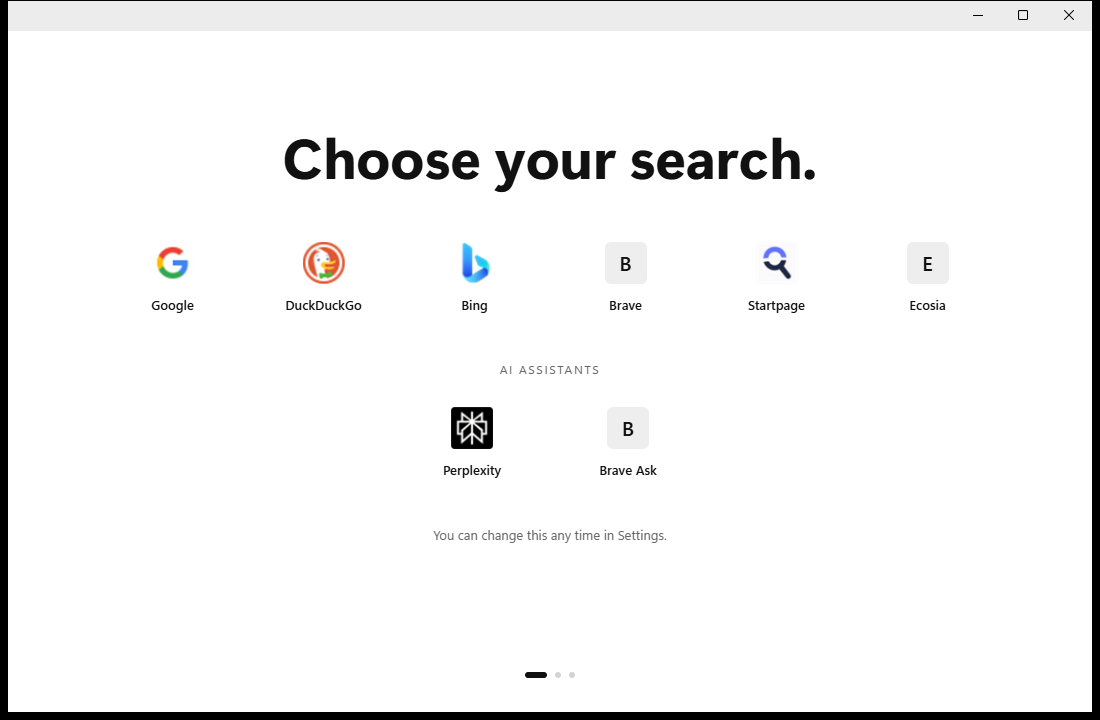 Choose your search.
B
E
Google
DuckDuckGo
Bing
Brave
Startpage
Ecosia
AI ASSISTANTS
B
Perplexity
Brave Ask
You can change this any time in Settings.